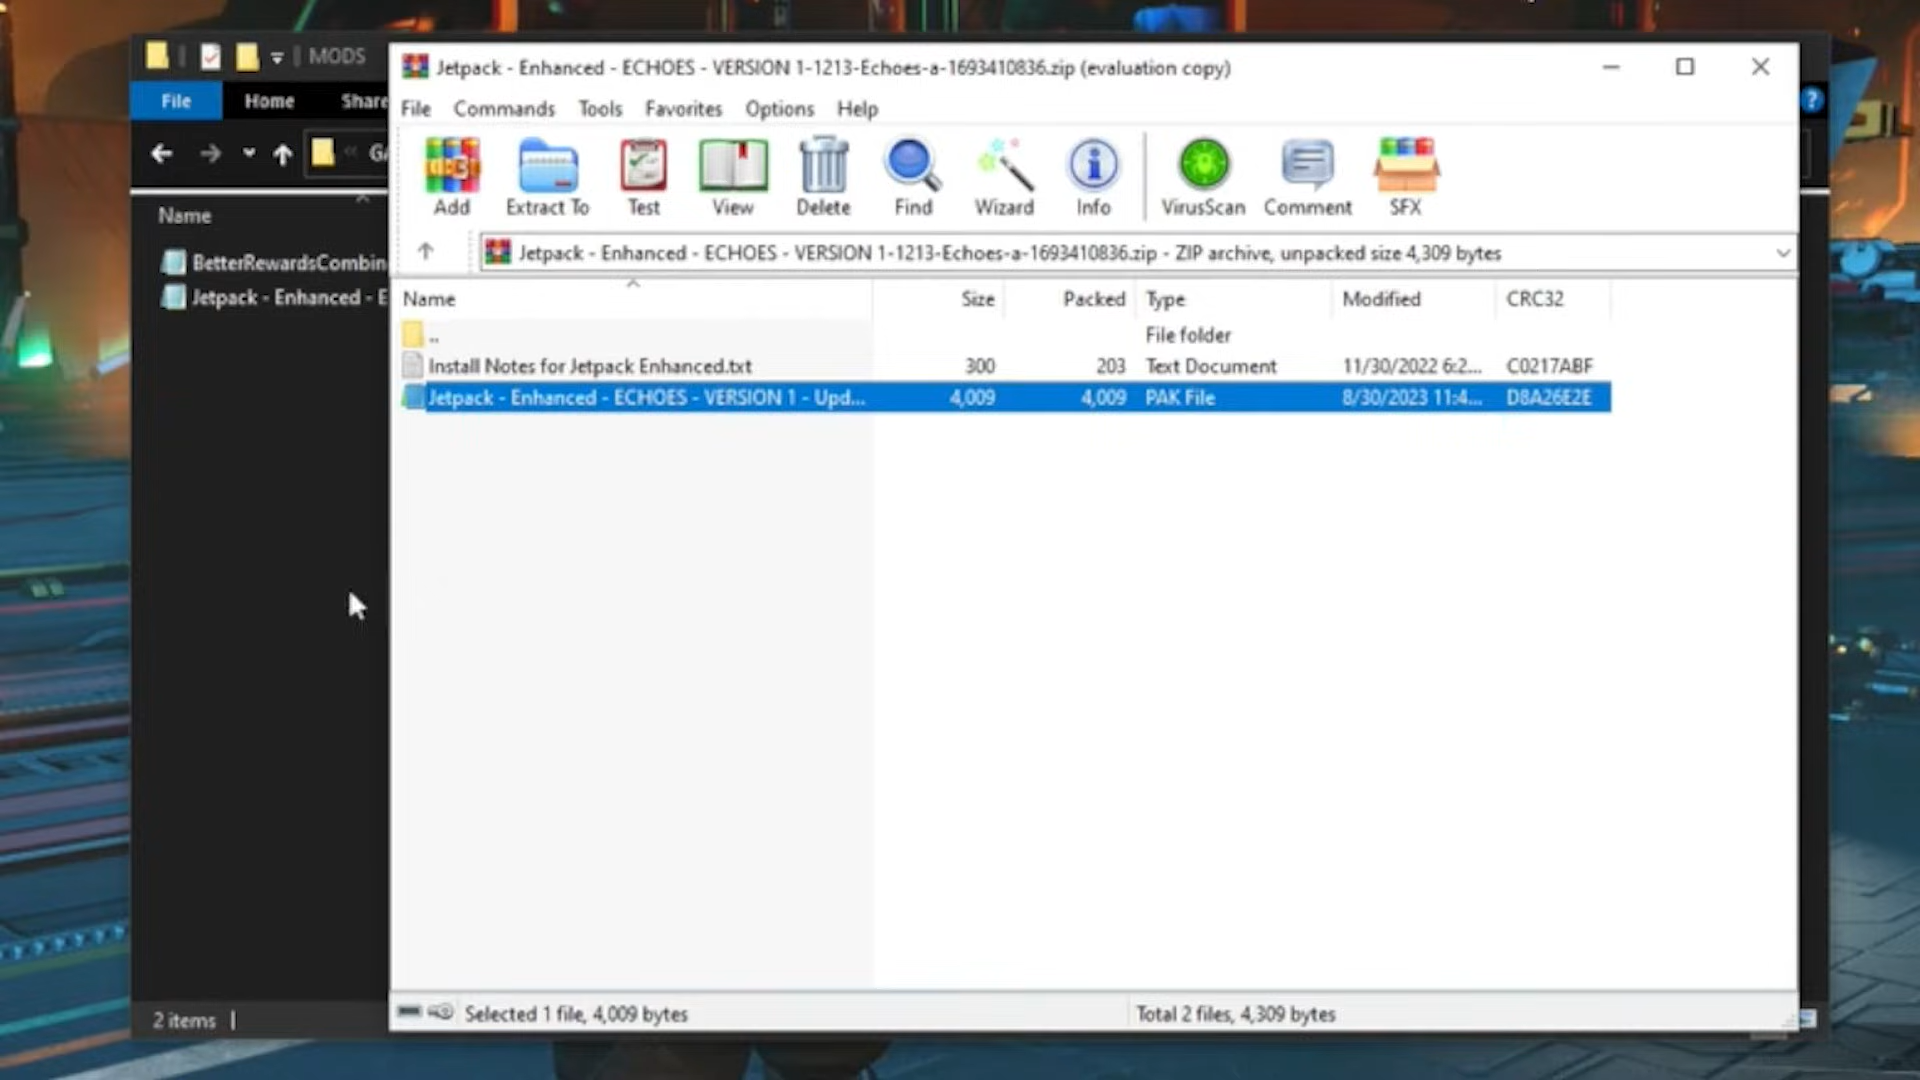 MODS
File Home Share
GA
Name
BetterRewardsCombin
Jetpack - Enhanced - E
2 items
Jetpack - Enhanced - ECHOES - VERSION 1-1213-Echoes-a-1693410836.zip (evaluation copy)
File Commands Tools Favorites Options Help
Add Extract To Test View Delete Find Wizard Info VirusScan Comment SFX
Jetpack - Enhanced - ECHOES - VERSION 1-1213-Echoes-a-1693410836.zip - ZIP archive, unpacked size 4,309 bytes
Name Size Packed Type Modified CRC32
.. File folder
Install Notes for Jetpack Enhanced.txt 300 203 Text Document 11/30/2022 6:2... C0217ABF
Jetpack - Enhanced - ECHOES - VERSION 1 - Upd... 4,009 4,009 PAK File 8/30/2023 11:4... D8A26E2E
Selected 1 file, 4,009 bytes Total 2 files, 4,309 bytes